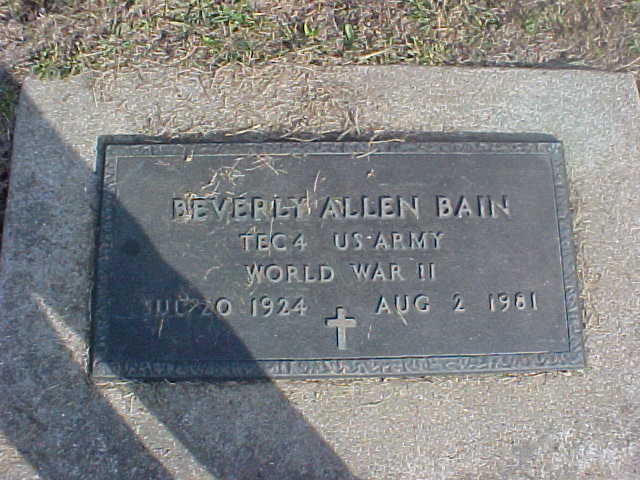 BEVERLY ALLEN BAIN
TEC4 US ARMY
WORLD WAR II
JUL 20 1924 AUG 2 1981